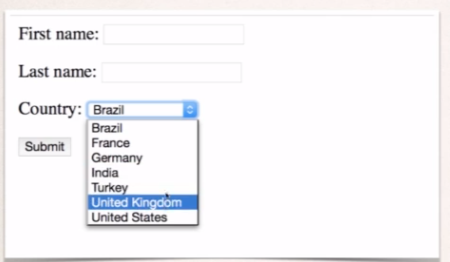 First name:
Last name:
Country: Brazil
Brazil
France
Germany
India
Turkey
United Kingdom
United States
Submit